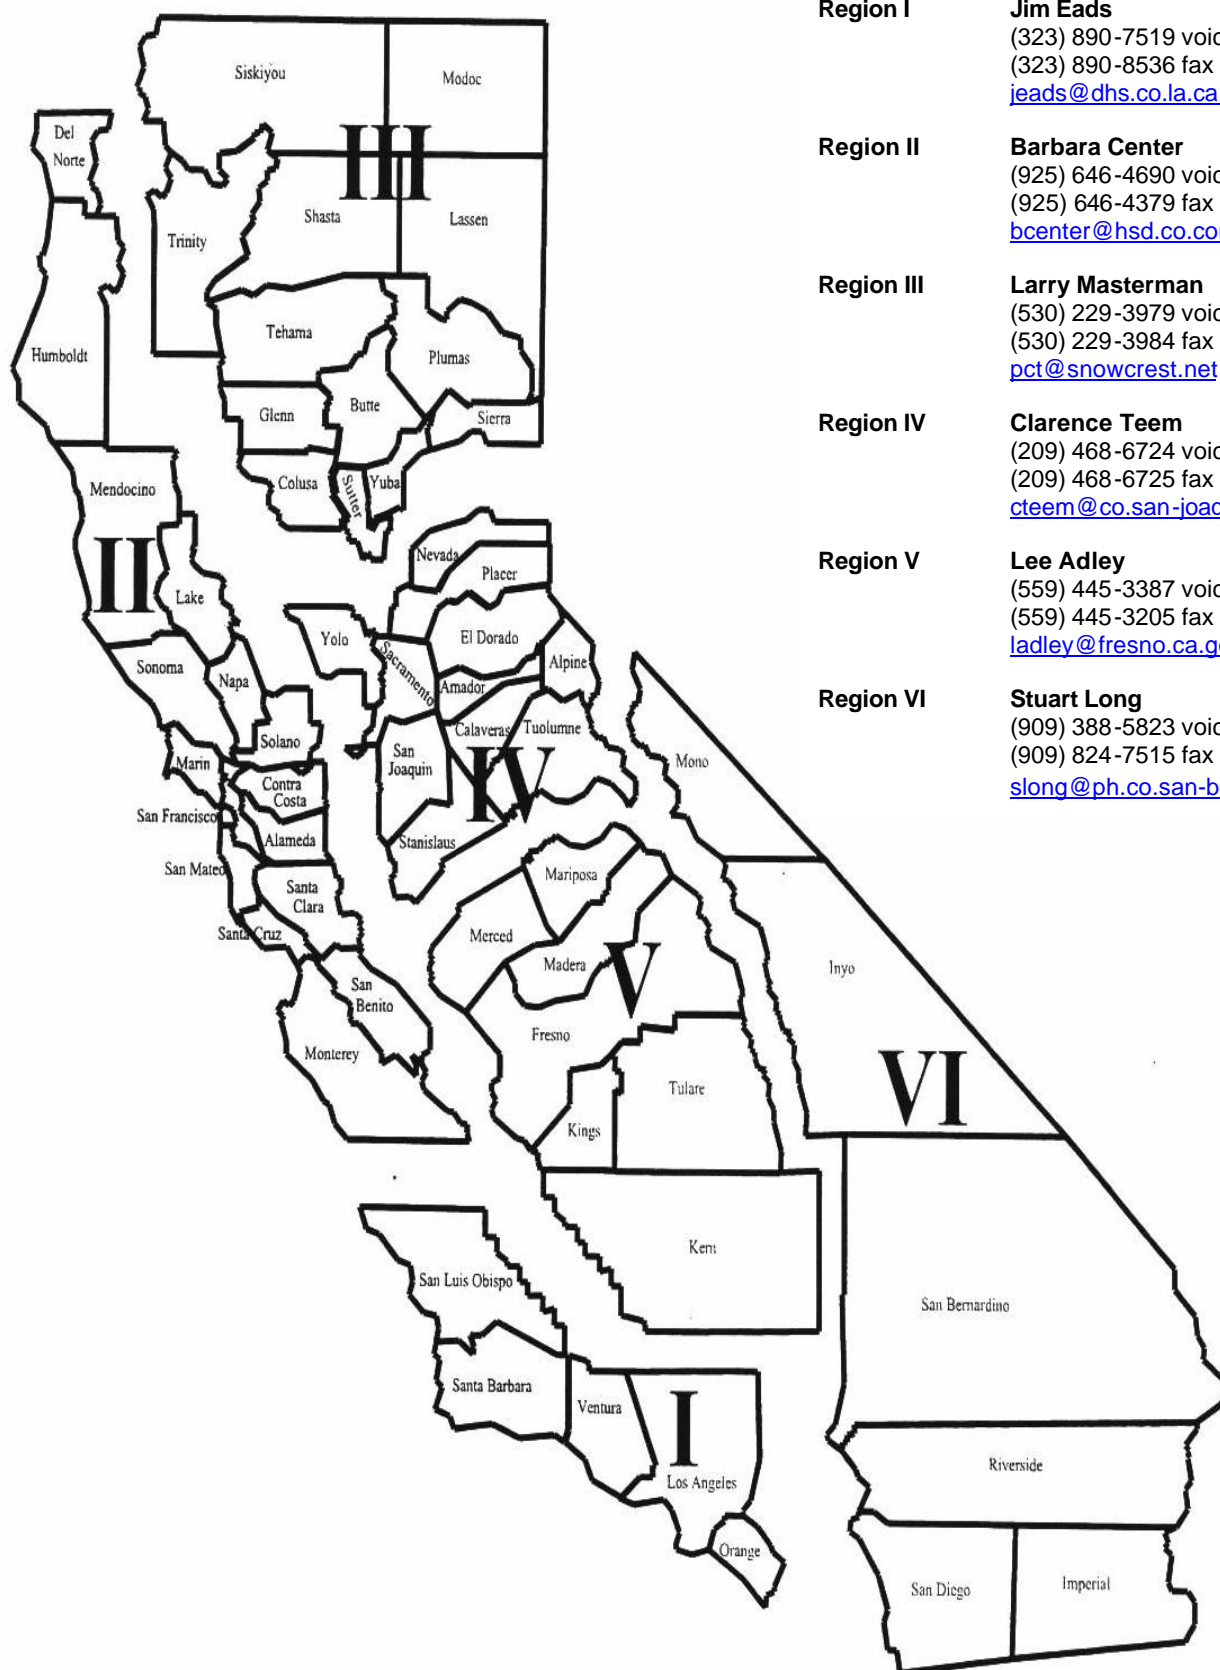 Region I Jim Eads
(323) 890-7519 voic
(323) 890-8536 fax
jeads@dhs.co.la.ca
Region II Barbara Center
(925) 646-4690 voic
(925) 646-4379 fax
bcenter@hsd.co.con
Region III Larry Masterman
(530) 229-3979 voic
(530) 229-3984 fax
pct@snowcrest.net
Region IV Clarence Teem
(209) 468-6724 voic
(209) 468-6725 fax
cteem@co.san-joac
Region V Lee Adley
(559) 445-3387 voic
(559) 445-3205 fax
ladley@fresno.ca.g
Region VI Stuart Long
(909) 388-5823 voic
(909) 824-7515 fax
slong@ph.co.san-b
Siskiyou
Modoc
Del
Norte
III
Shasta
Lassen
Trinity
Humboldt
Tehama
Plumas
Glenn
Butte
Sierra
Colusa
Sutter
Yuba
Mendocino
II
Lake
Nevada
Placer
Yolo
Sacramento
El Dorado
Alpine
Sonoma
Napa
Amador
Solano
Calaveras
Tuolumne
San
Joaquin
IV
Mono
Marin
Contra
Costa
San Francisco
Alameda
Stanislaus
San Mateo
Santa
Clara
Mariposa
Santa Cruz
Merced
Madera
V
Inyo
San
Benito
Fresno
Monterey
Tulare
VI
Kings
Kern
San Luis Obispo
San Bernardino
Santa Barbara
Ventura
I
Los Angeles
Riverside
Orange
San Diego
Imperial